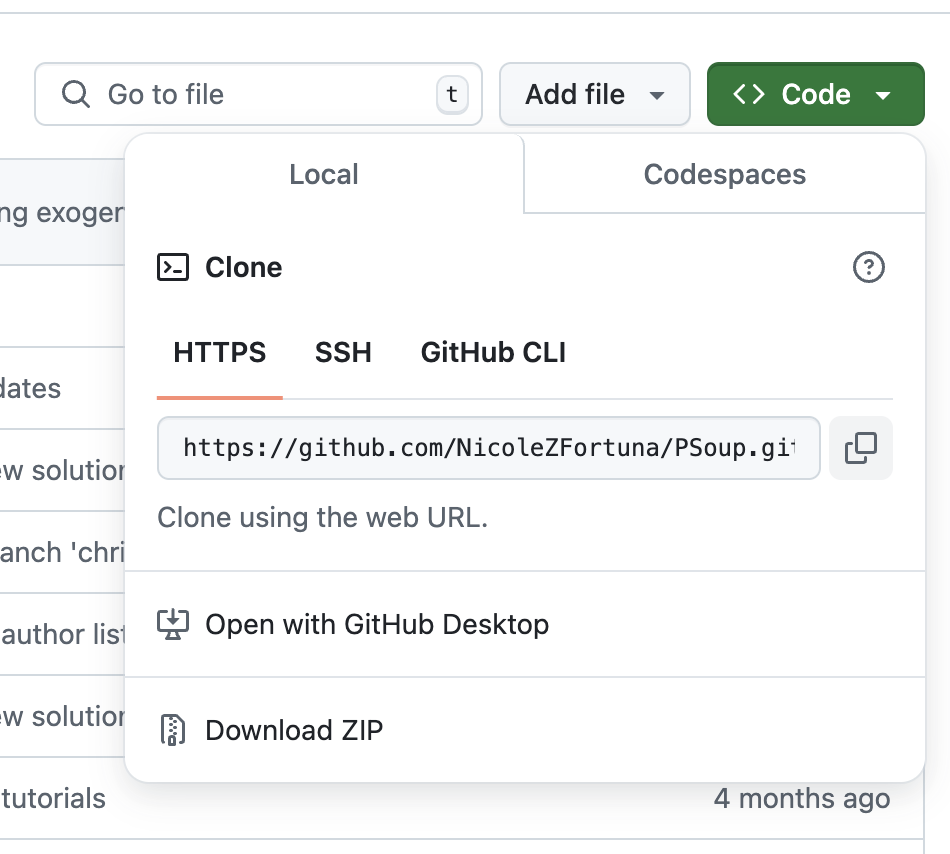 Go to file
t
Add file
Code
Local
Codespaces
ng exoger
Clone
HTTPS
SSH
GitHub CLI
dates
https://github.com/NicoleZFortuna/PSoup.git
ew solution
Clone using the web URL.
anch 'chri
Open with GitHub Desktop
author list
ew solution
Download ZIP
tutorials
4 months ago